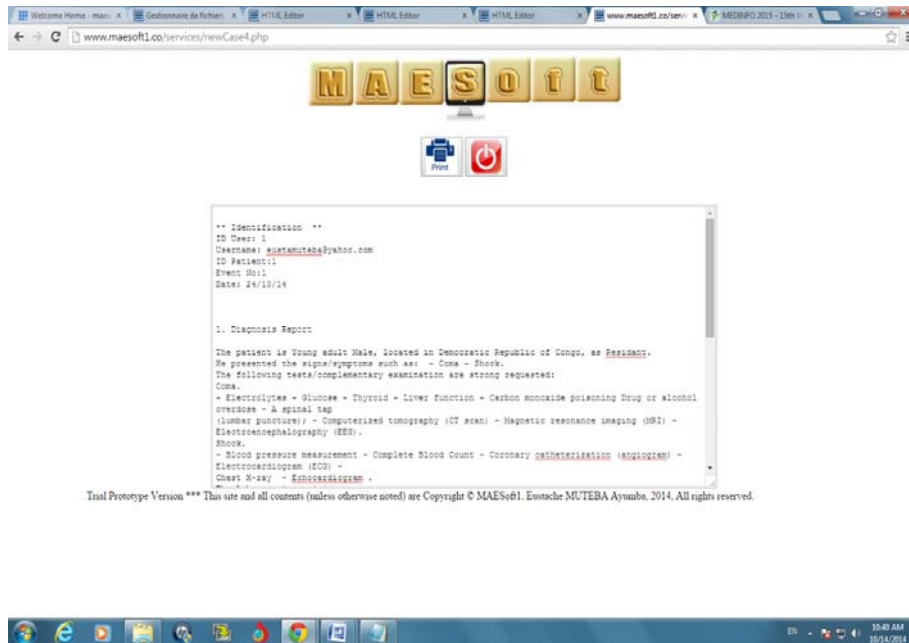 Welcome Home - man
Gestionnaire de fichier
HTML Editor
HTML Editor
HTML Editor
www.maesoft1.co/servi
MEDINFO 2015 - 15th
www.maesoft1.co/services/newCase4.php
MAESoft
Print
** Identification **
ID User: 1
Username: eustamuteba@yahoo.com
ID Patient:1
Event No:1
Date: 24/10/14
1. Diagnosis Report
The patient is Young adult Male, located in Democratic Republic of Congo, as Residant.
He presented the signs/symptoms such as: - Coma - Shock.
The following tests/complementary examination are strong requested:
Coma.
- Electrolytes - Glucose - Thyroid - Liver function - Carbon monoxide poisoning Drug or alcohol
overdose - A spinal tap
(lumbar puncture); - Computerized tomography (CT scan) - Magnetic resonance imaging (MRI) -
Electroencephalography (EEG).
Shock.
- Blood pressure measurement - Complete Blood Count - Coronary catheterization (angiogram) -
Electrocardiogram (ECG) -
Chest X-ray - Echocardiogram .
Trial Prototype Version *** This site and all contents (unless otherwise noted) are Copyright © MAESoft1, Eustache MUTEBA Ayumba, 2014, All rights reserved.
EN
10:40 AM
10/14/2014